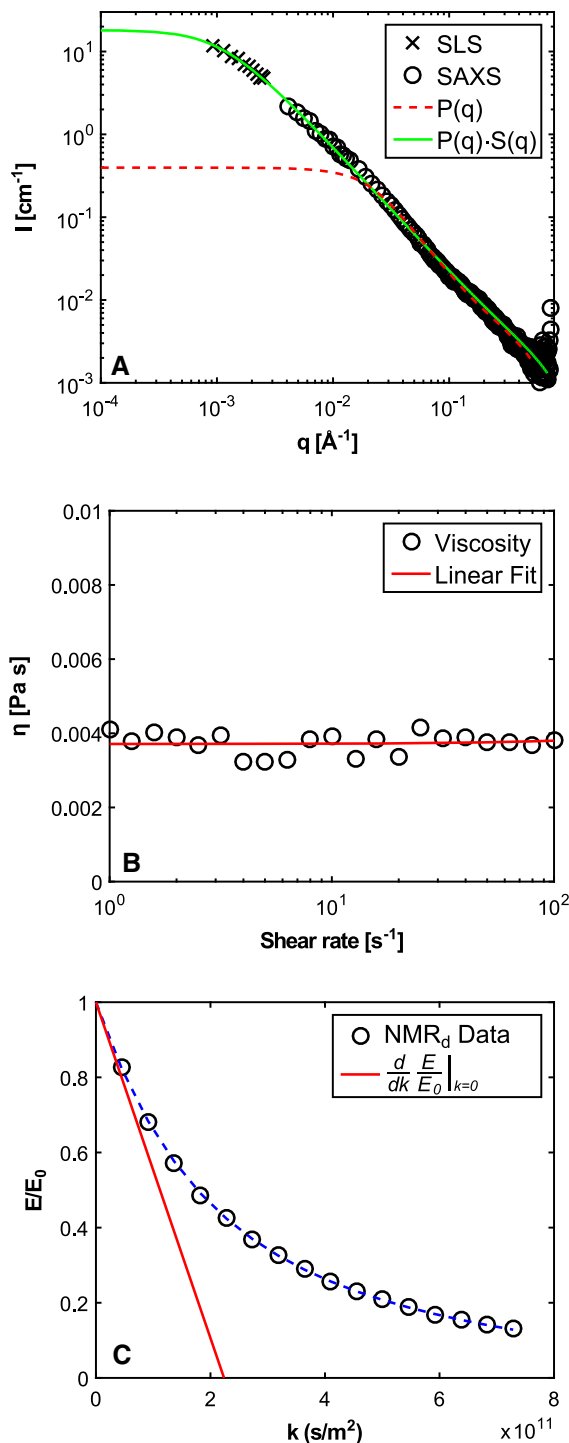 I [cm⁻¹]
10¹
10⁰
10⁻¹
10⁻²
10⁻³
SLS
SAXS
P(q)
P(q)·S(q)
A
10⁻⁴
10⁻³
10⁻²
10⁻¹
q [Å⁻¹]
η [Pa s]
0.01
0.008
0.006
0.004
0.002
0
Viscosity
Linear Fit
B
10⁰
10¹
10²
Shear rate [s⁻¹]
E/E₀
1
0.8
0.6
0.4
0.2
0
NMR_d Data
d/dk E/E₀ |ₖ₌₀
C
0
2
4
6
8
k (s/m²)
×10¹¹